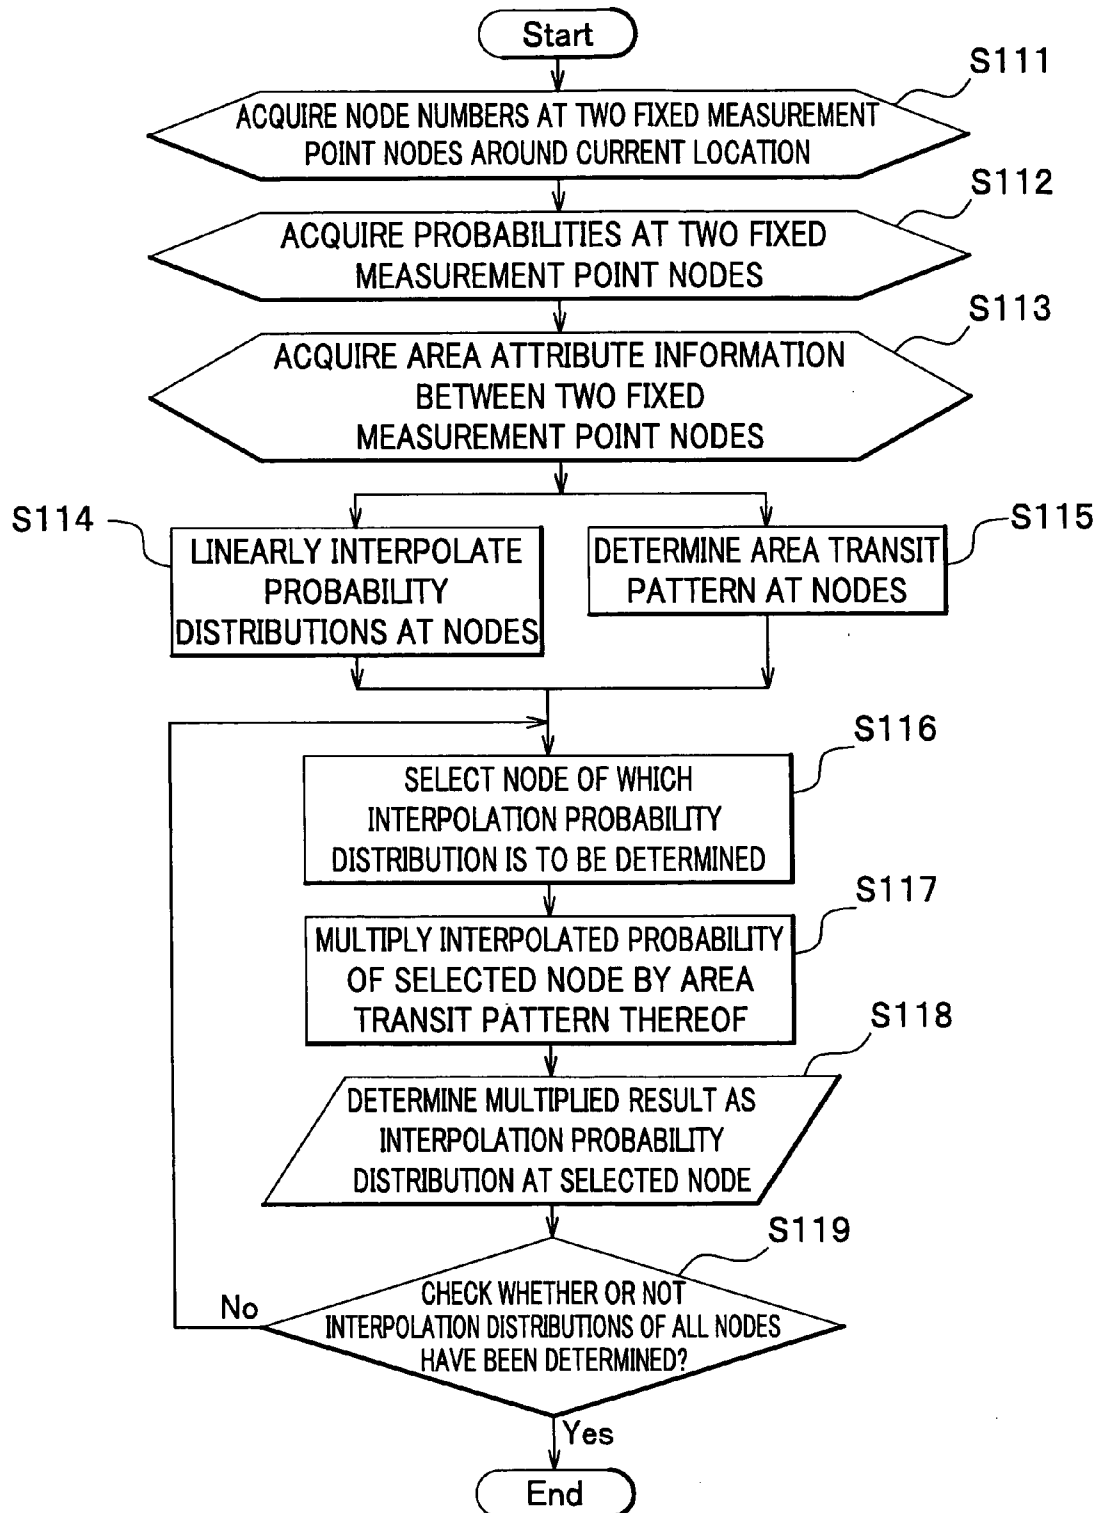 Start
S111
ACQUIRE NODE NUMBERS AT TWO FIXED MEASUREMENT
POINT NODES AROUND CURRENT LOCATION
S112
ACQUIRE PROBABILITIES AT TWO FIXED
MEASUREMENT POINT NODES
S113
ACQUIRE AREA ATTRIBUTE INFORMATION
BETWEEN TWO FIXED
MEASUREMENT POINT NODES
S114
LINEARLY INTERPOLATE
PROBABILITY
DISTRIBUTIONS AT NODES
S115
DETERMINE AREA TRANSIT
PATTERN AT NODES
S116
SELECT NODE OF WHICH
INTERPOLATION PROBABILITY
DISTRIBUTION IS TO BE DETERMINED
S117
MULTIPLY INTERPOLATED PROBABILITY
OF SELECTED NODE BY AREA
TRANSIT PATTERN THEREOF
S118
DETERMINE MULTIPLIED RESULT AS
INTERPOLATION PROBABILITY
DISTRIBUTION AT SELECTED NODE
S119
CHECK WHETHER OR NOT
INTERPOLATION DISTRIBUTIONS OF ALL NODES
HAVE BEEN DETERMINED?
No
Yes
End